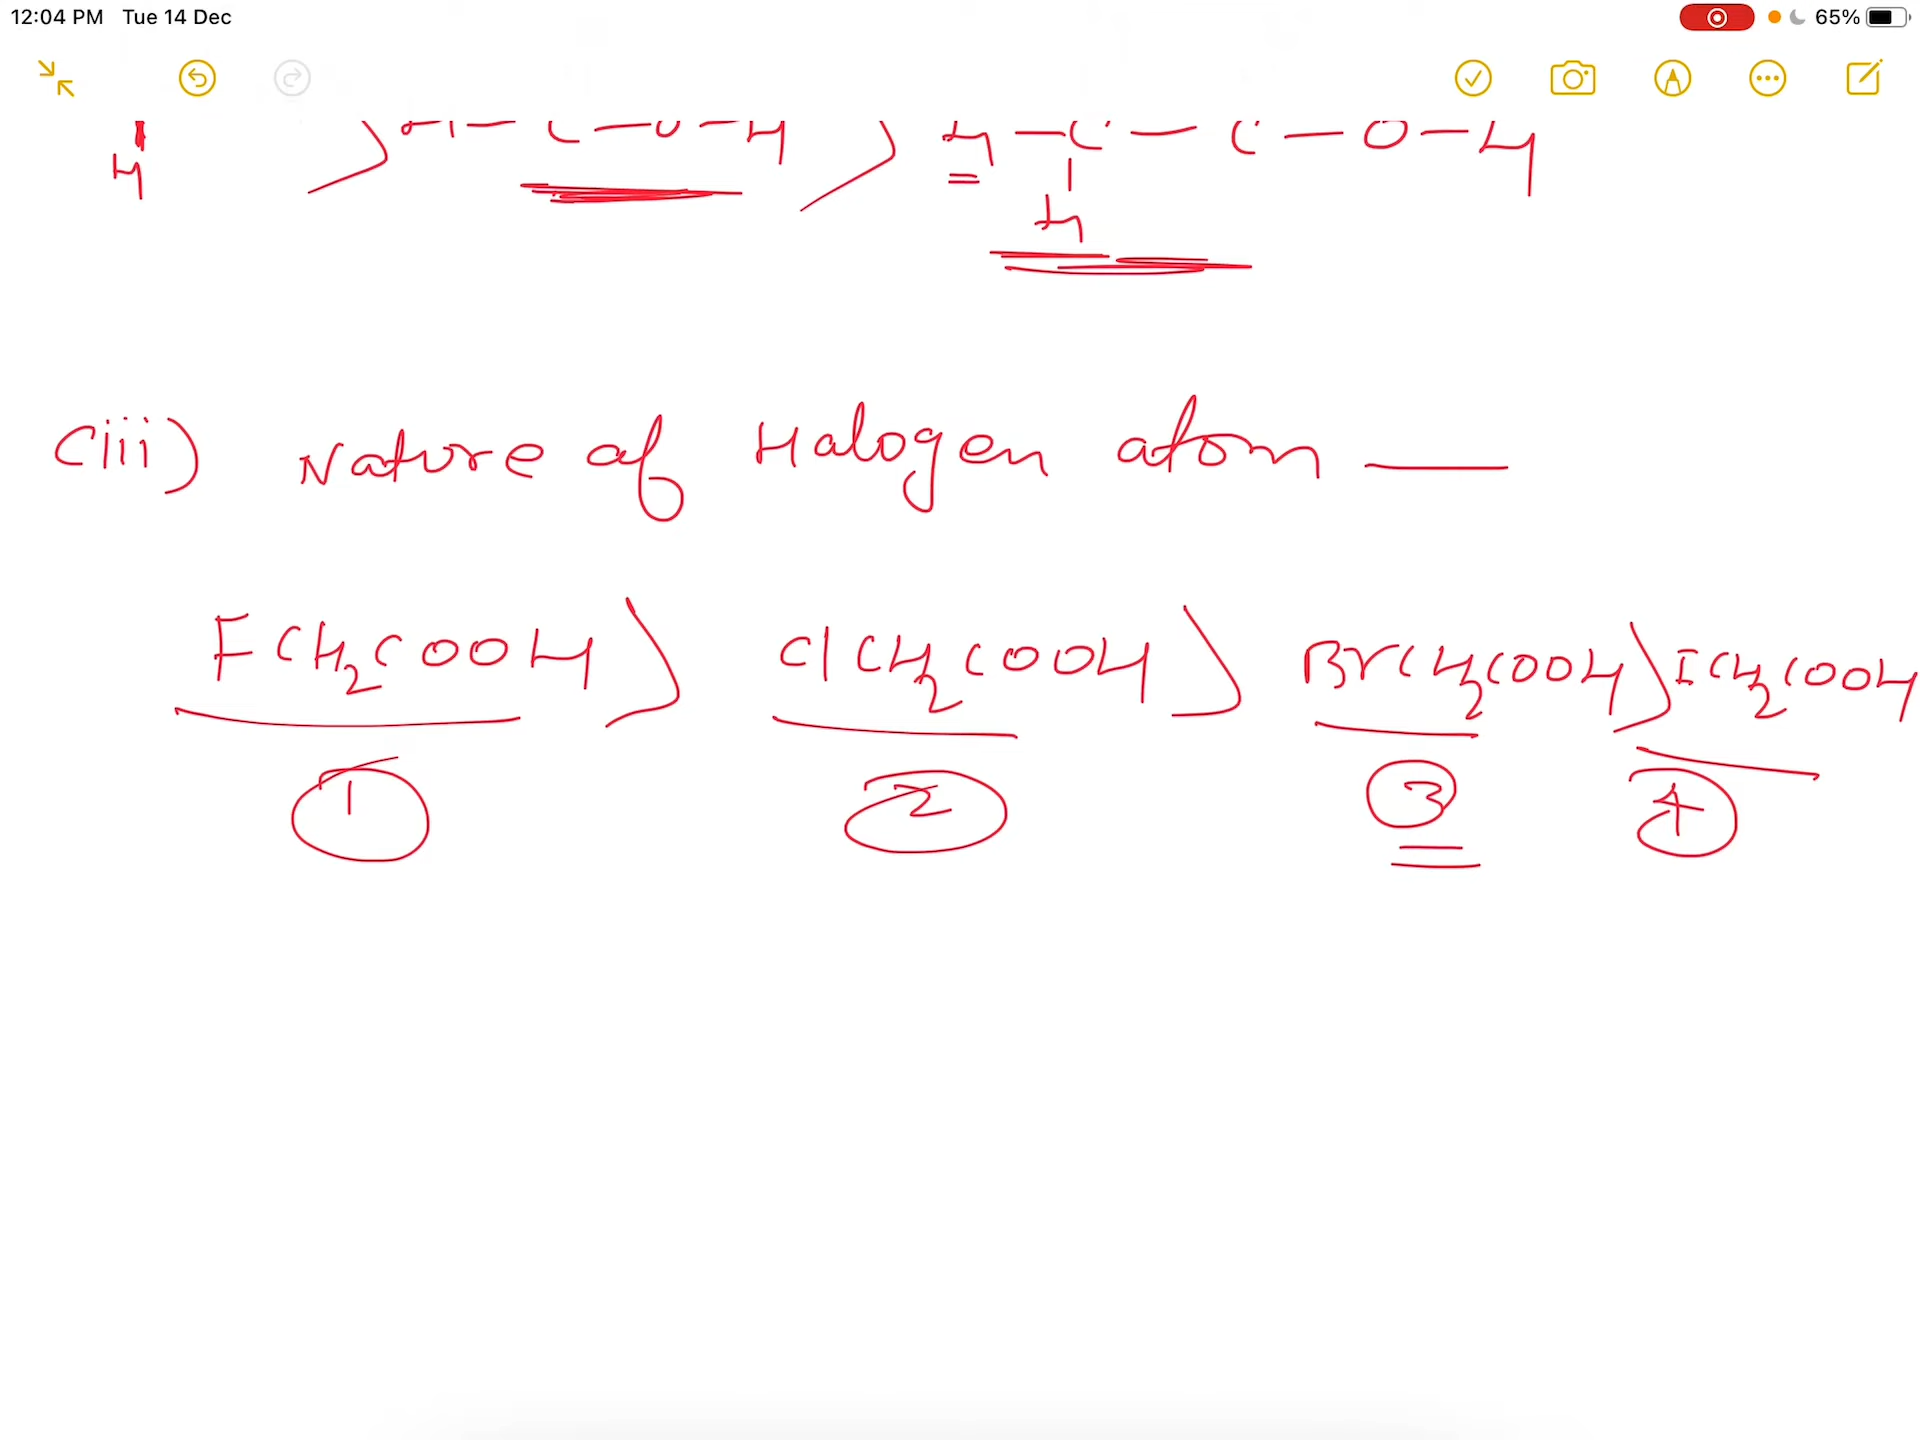 12:04 PM Tue 14 Dec 65%
H > H – C – O – H > H – C – C – O – H
H
(iii) Nature of Halogen atom —
FCH₂COOH > ClCH₂COOH > BrCH₂COOH > ICH₂COOH
1 2 3 4